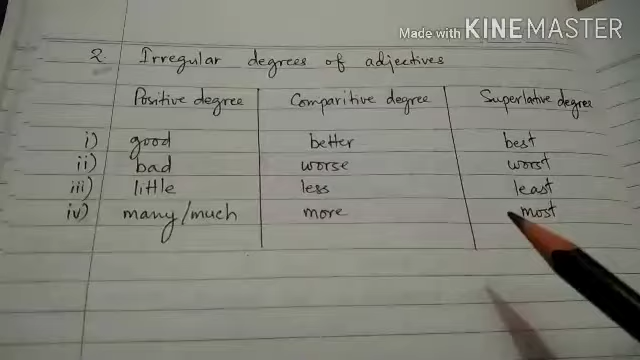 Made with KINEMASTER
2. Irregular degrees of adjectives
Positive degree Comparitive degree Superlative degree
i) good better best
ii) bad worse worst
iii) little less least
iv) many/much more most